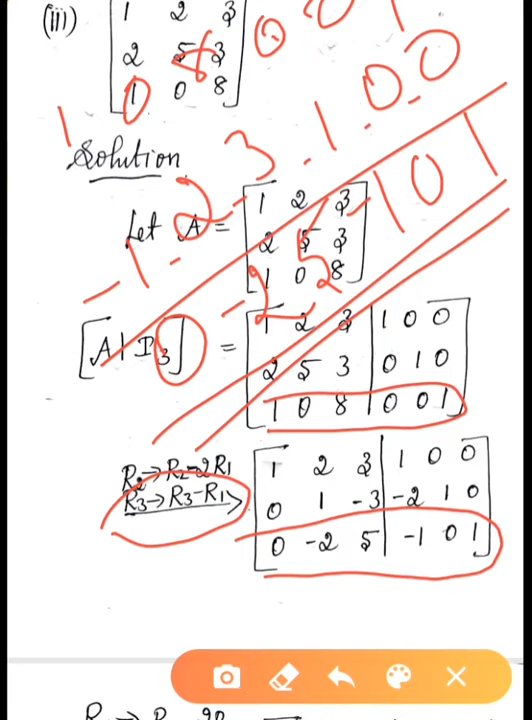 (iii) [1 2 3
2 5 3
1 0 8]
Solution
Let A = [1 2 3
2 5 3
1 0 8]
[A | I3] = [1 2 3 | 1 0 0
2 5 3 | 0 1 0
1 0 8 | 0 0 1]
R2→R2-2R1
R3→R3-R1
[1 2 3 | 1 0 0
0 1 -3 | -2 1 0
0 -2 5 | -1 0 1]